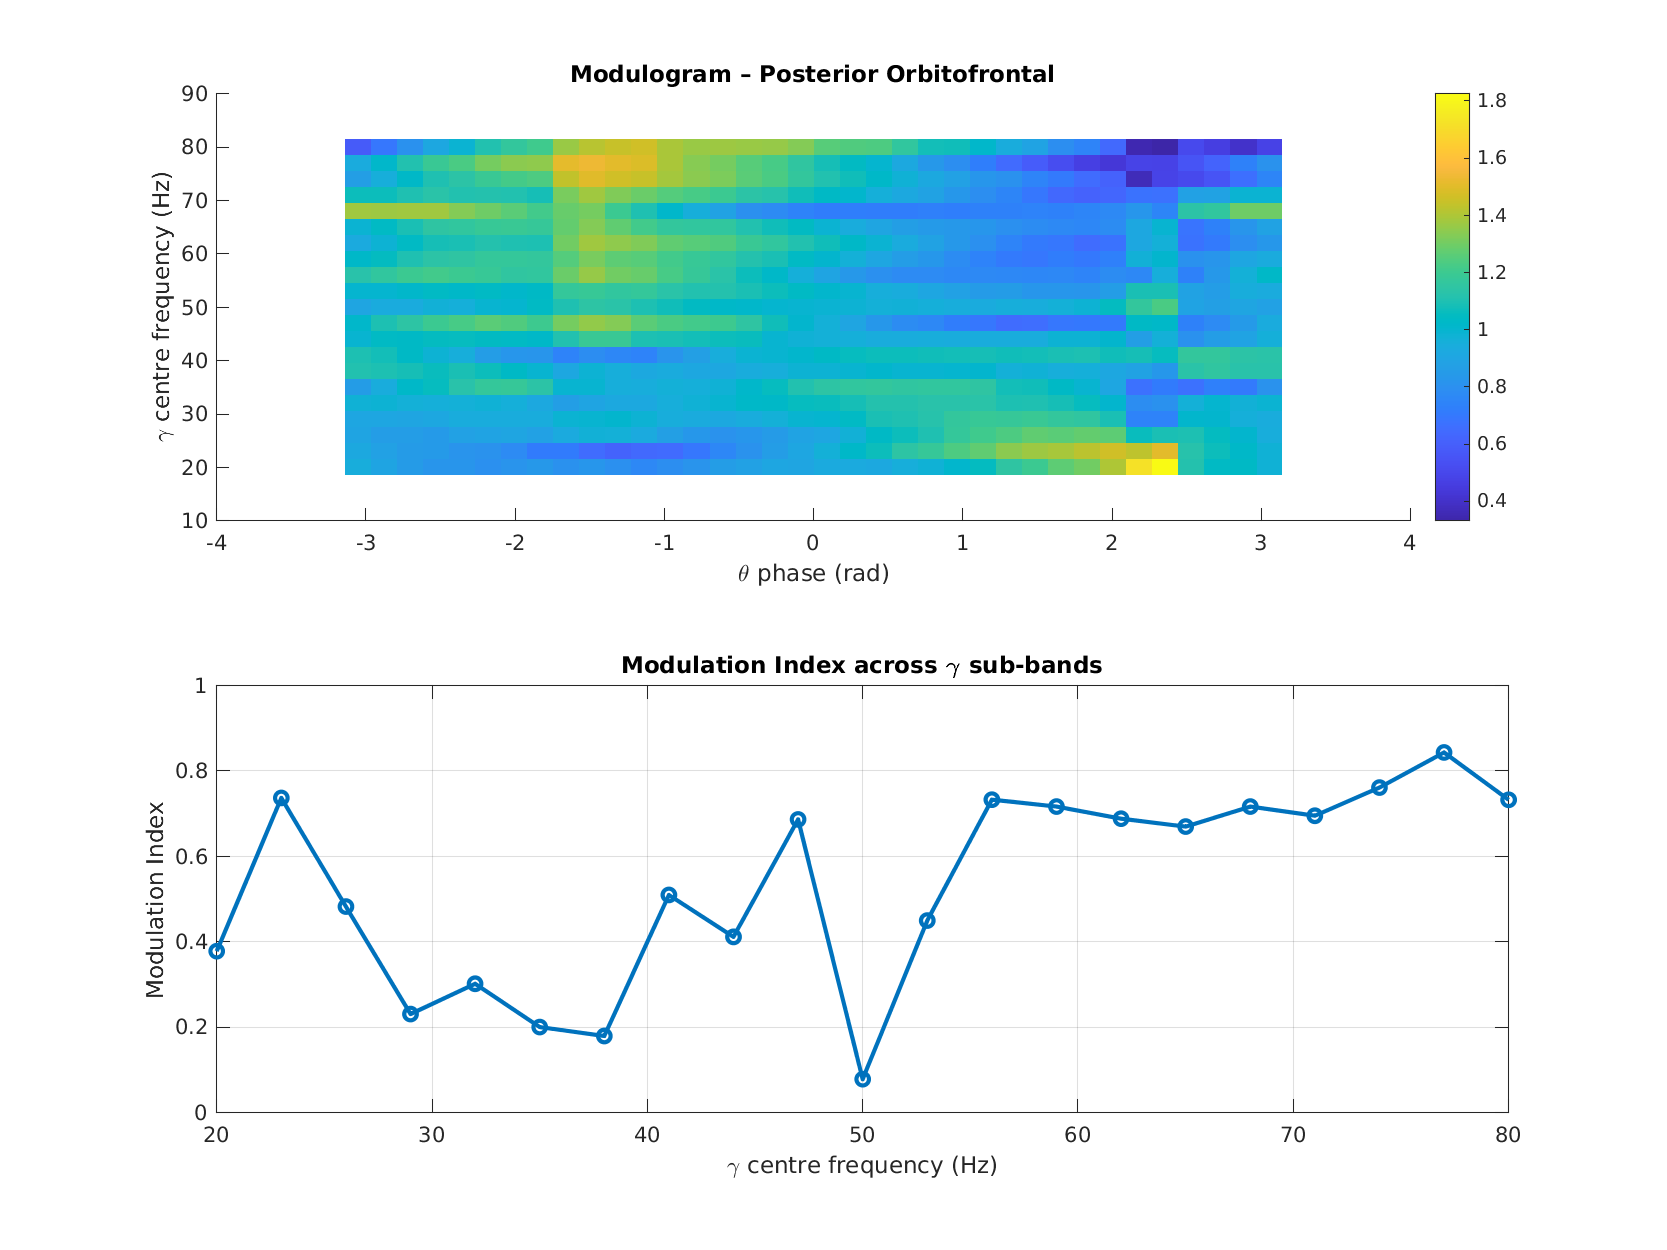 Modulogram – Posterior Orbitofrontal
90
80
70
60
50
40
30
20
10
γ centre frequency (Hz)
-4 -3 -2 -1 0 1 2 3 4
θ phase (rad)
1.8
1.6
1.4
1.2
1
0.8
0.6
0.4
Modulation Index across γ sub-bands
1
0.8
0.6
0.4
0.2
0
Modulation Index
20 30 40 50 60 70 80
γ centre frequency (Hz)